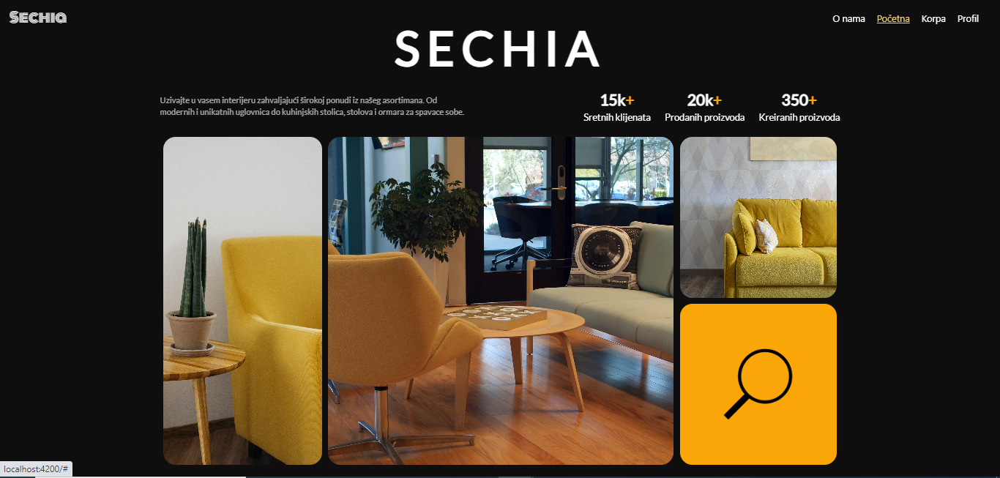 SECHIA
O nama
Početna
Korpa
Profil
SECHIA
Uzivajte u vasem interijeru zahvaljajući širokoj ponudi iz našeg asortimana. Od
modernih i unikatnih uglovnica do kuhinjskih stolica, stolova i ormara za spavace sobe.
15k+
Sretnih klijenata
20k+
Prodanih proizvoda
350+
Kreiranih proizvoda
localhost:4200/#